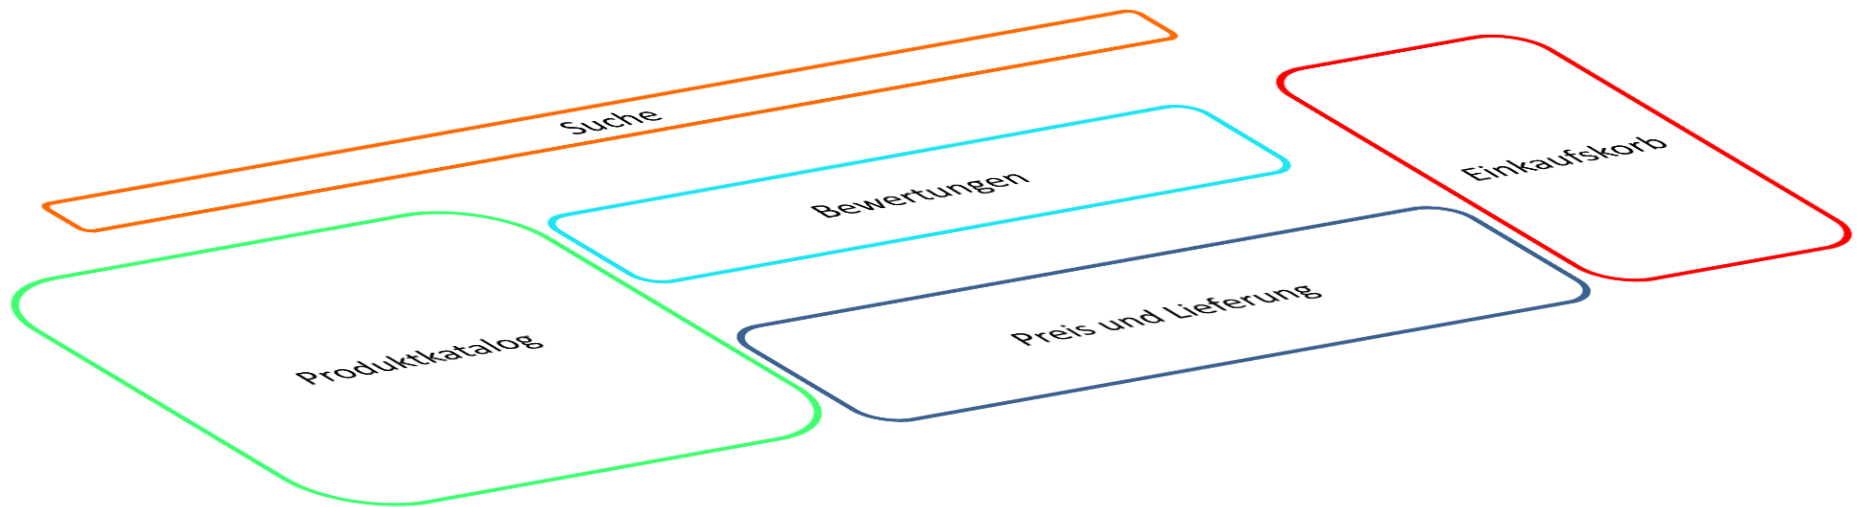 Suche
Bewertungen
Einkaufskorb
Produktkatalog
Preis und Lieferung